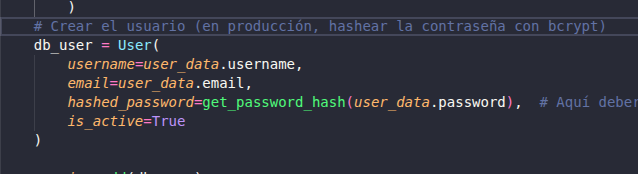 )
# Crear el usuario (en producción, hashear la contraseña con bcrypt)
db_user = User(
username=user_data.username,
email=user_data.email,
hashed_password=get_password_hash(user_data.password),  # Aquí deber
is_active=True
)